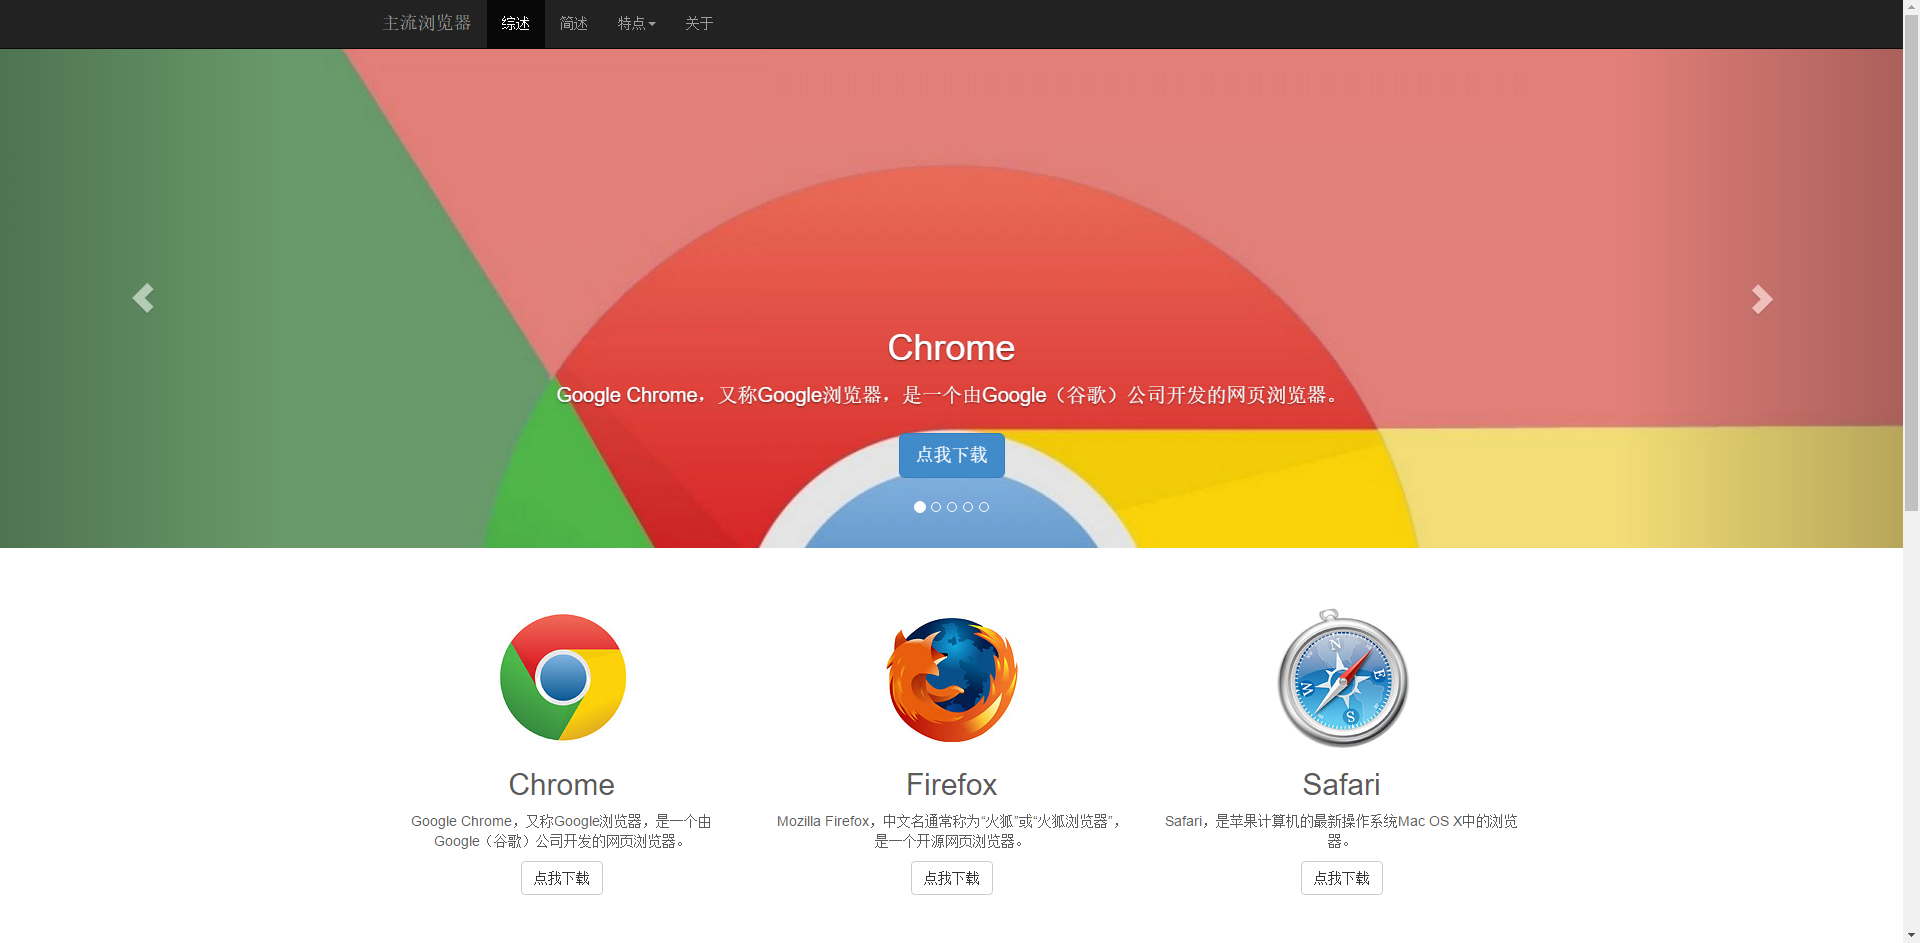 主流浏览器 综述 简述 特点 关于
Chrome
Google Chrome，又称Google浏览器，是一个由Google（谷歌）公司开发的网页浏览器。
点我下载
N
E
S
W
Chrome
Google Chrome，又称Google浏览器，是一个由
Google（谷歌）公司开发的网页浏览器。
点我下载
Firefox
Mozilla Firefox，中文名通常称为“火狐”或“火狐浏览器”，
是一个开源网页浏览器。
点我下载
Safari
Safari，是苹果计算机的最新操作系统Mac OS X中的浏览
器。
点我下载